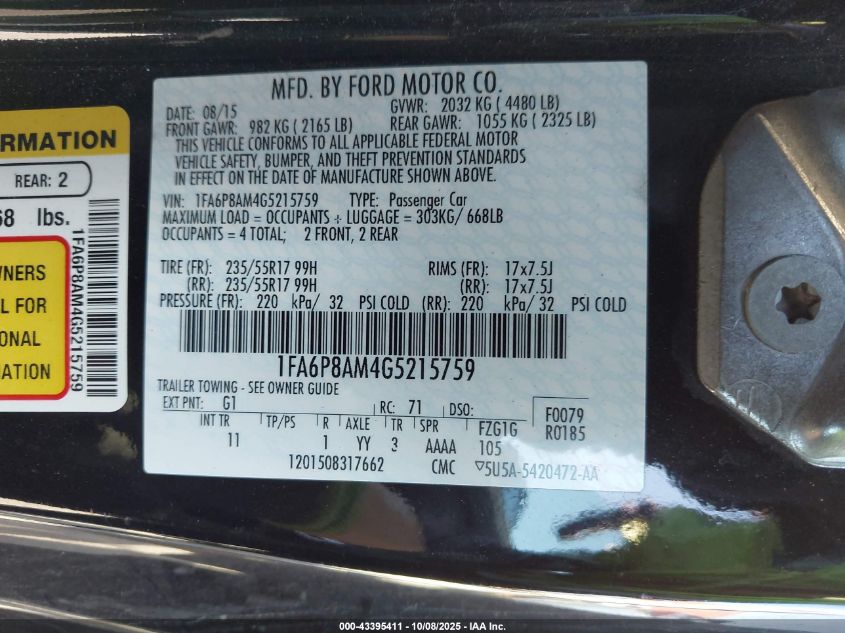 MFD. BY FORD MOTOR CO.
DATE: 08/15
GVWR: 2032 KG ( 4480 LB)
FRONT GAWR: 982 KG ( 2165 LB)
REAR GAWR: 1055 KG ( 2325 LB)
THIS VEHICLE CONFORMS TO ALL APPLICABLE FEDERAL MOTOR
VEHICLE SAFETY, BUMPER, AND THEFT PREVENTION STANDARDS
IN EFFECT ON THE DATE OF MANUFACTURE SHOWN ABOVE.
VIN: 1FA6P8AM4G5215759 TYPE: Passenger Car
MAXIMUM LOAD = OCCUPANTS + LUGGAGE = 303KG/ 668LB
OCCUPANTS = 4 TOTAL; 2 FRONT, 2 REAR
TIRE (FR): 235/55R17 99H RIMS (FR): 17x7.5J
(RR): 235/55R17 99H (RR): 17x7.5J
PRESSURE (FR): 220 kPa/ 32 PSI COLD (RR): 220 kPa/ 32 PSI COLD
1FA6P8AM4G5215759
TRAILER TOWING - SEE OWNER GUIDE
EXT PNT: G1 RC: 71 DSO: F0079
R0185
INT TR TP/PS R AXLE TR SPR FZG1G
11 1 YY 3 AAAA 105
1201508317662 CMC ▽5U5A-5420472-AA
ORMATION
REAR: 2
68 lbs.
1FA6P8AM4G5215759
WNERS
L FOR
ONAL
ATION
000-43395411 - 10/08/2025 - IAA Inc.